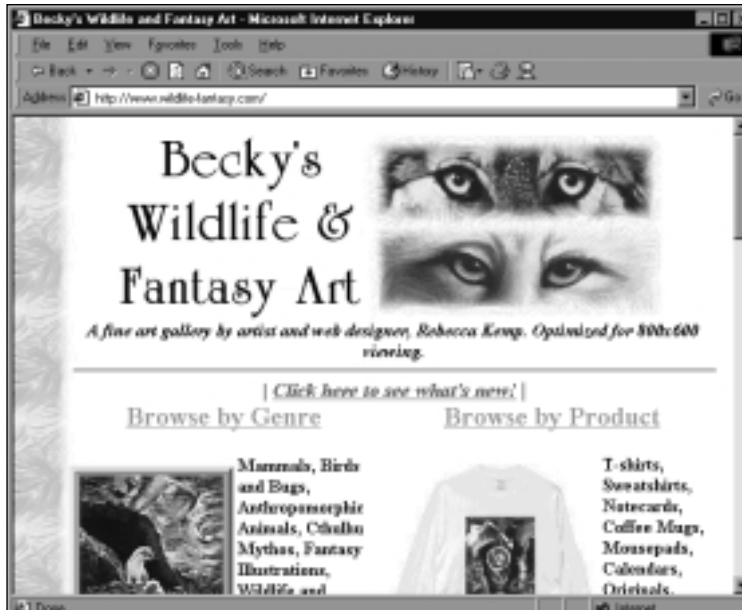 Becky's Wildlife and Fantasy Art - Microsoft Internet Explorer
File Edit View Favorites Tools Help
Back Search Favorites History
Address http://www.wildlife-fantasy.com/ Go
Becky's
Wildlife &
Fantasy Art
A fine art gallery by artist and web designer, Rebecca Kemp. Optimized for 800x600
viewing.
| Click here to see what's new! |
Browse by Genre
Browse by Product
Mammals, Birds
and Bugs,
Anthropomorphic
Animals, Cthulhu
Mythos, Fantasy
Illustrations,
Wildlife and
T-shirts,
Sweatshirts,
Notecards,
Coffee Mugs,
Mousepads,
Calendars,
Originals,
Done Internet